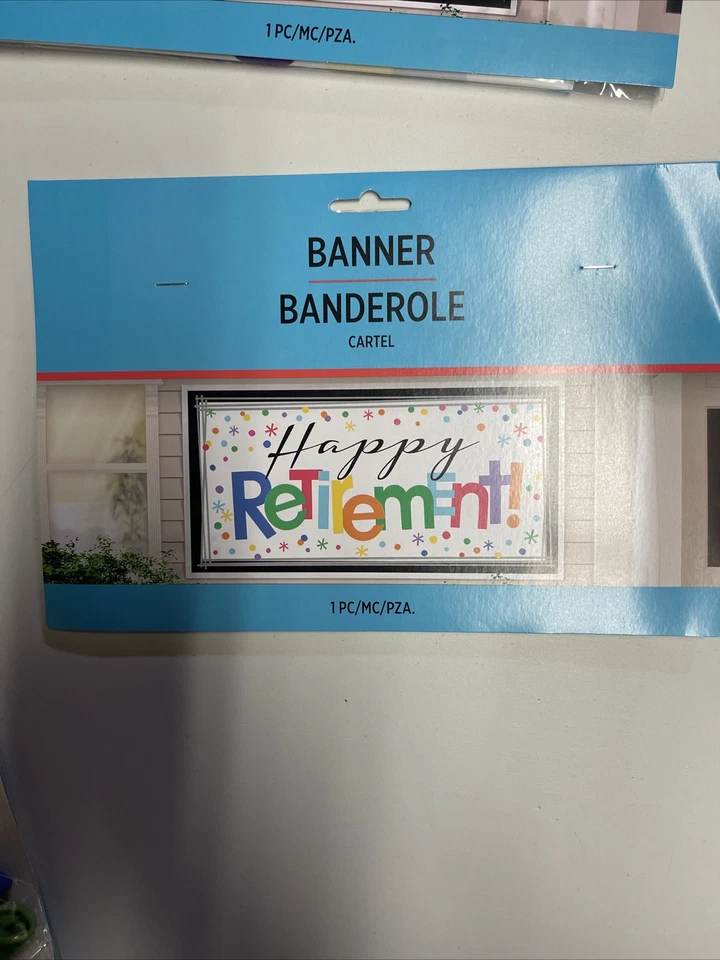 1 PC/MC/PZA.
BANNER
BANDEROLE
CARTEL
Happy
ReTirement!
1 PC/MC/PZA.